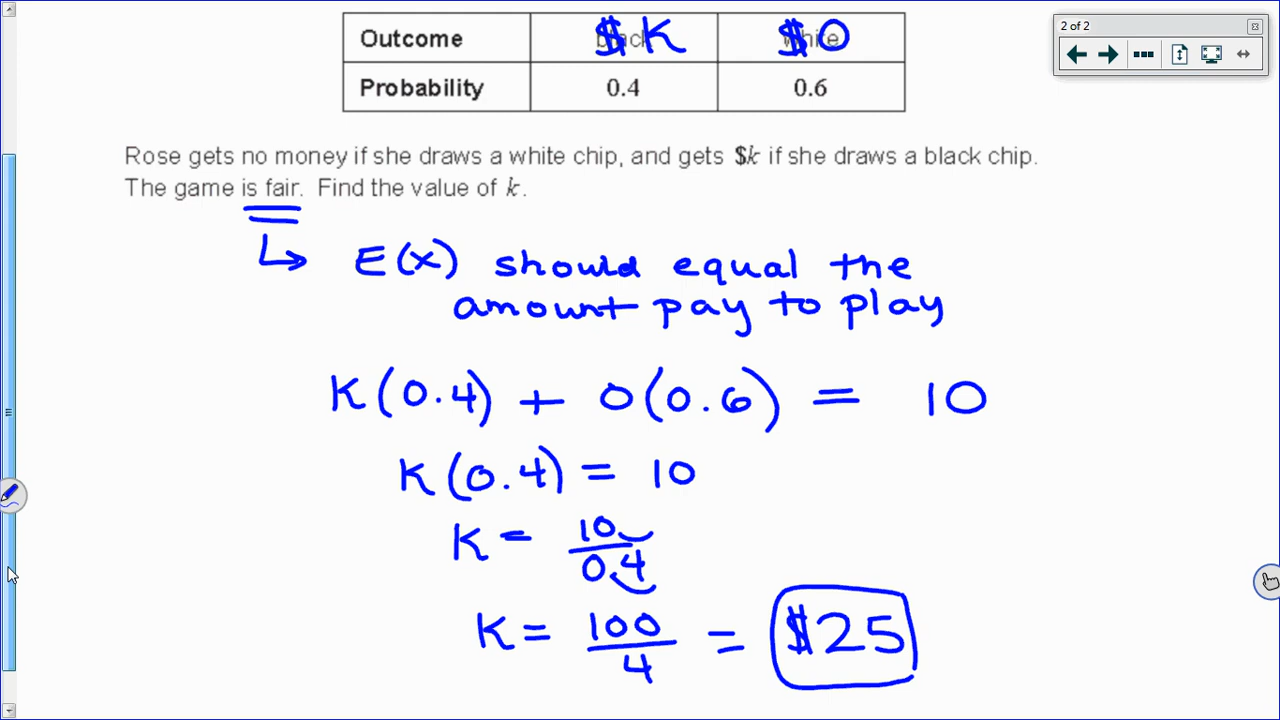 2 of 2
Outcome $K $0
Probability 0.4 0.6
Rose gets no money if she draws a white chip, and gets $k if she draws a black chip.
The game is fair. Find the value of k.
↳ E(x) should equal the
amount pay to play
K(0.4) + 0(0.6) = 10
K(0.4) = 10
K = 10/0.4
K = 100/4 = $25